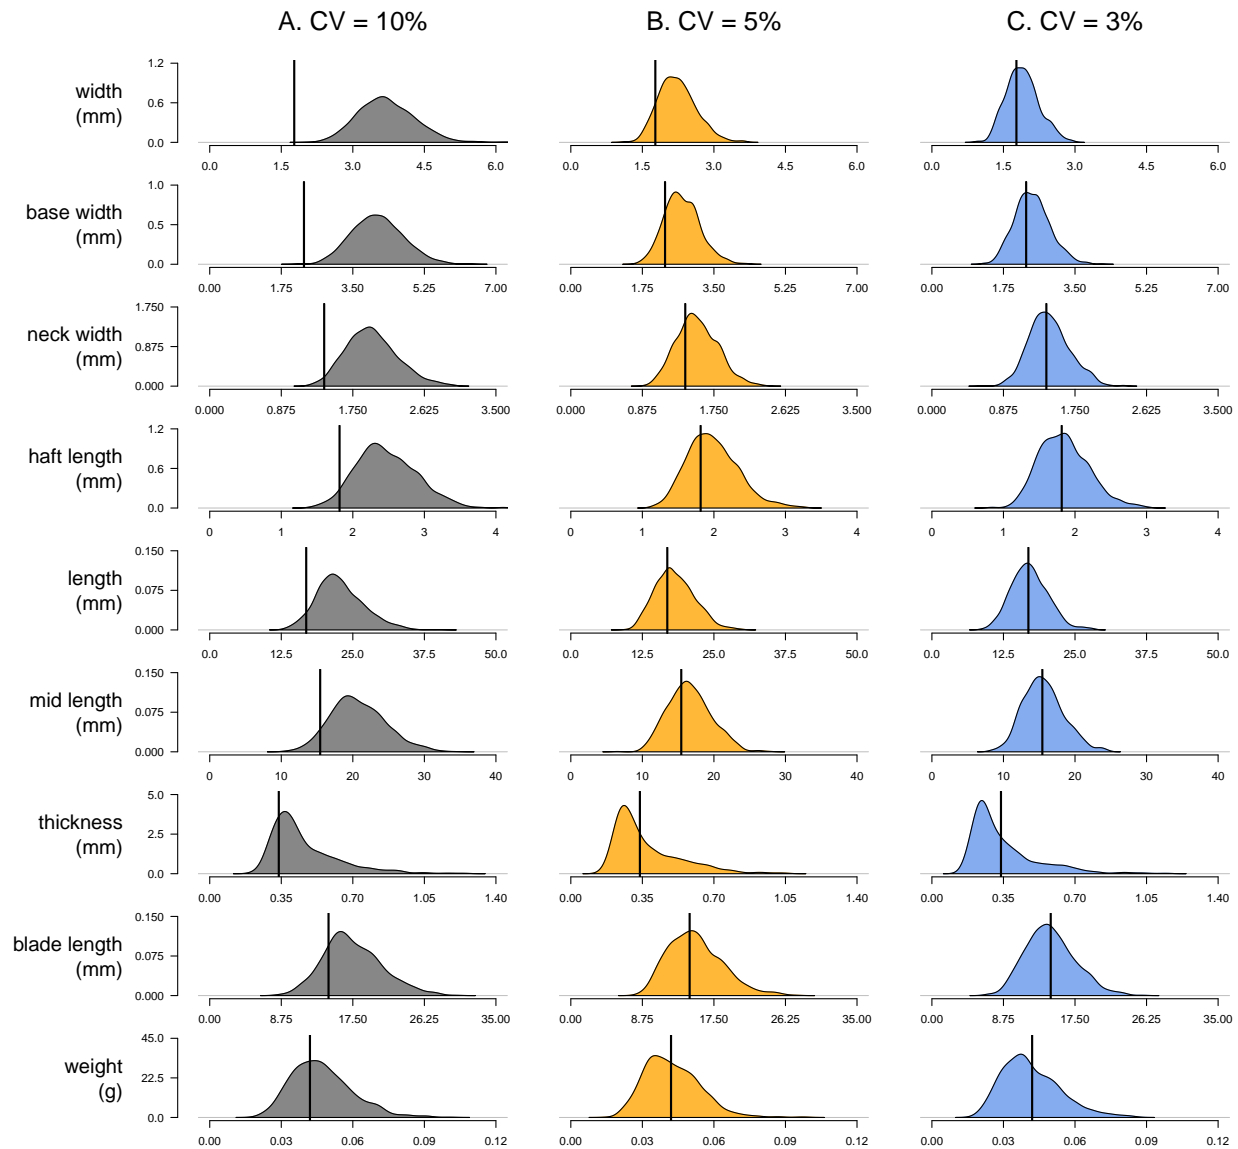 A. CV = 10%
B. CV = 5%
C. CV = 3%
width
(mm)
1.2
0.6
0.0
0.0 1.5 3.0 4.5 6.0
0.0 1.5 3.0 4.5 6.0
0.0 1.5 3.0 4.5 6.0
base width
(mm)
1.0
0.5
0.0
0.00 1.75 3.50 5.25 7.00
0.00 1.75 3.50 5.25 7.00
0.00 1.75 3.50 5.25 7.00
neck width
(mm)
1.750
0.875
0.000
0.000 0.875 1.750 2.625 3.500
0.000 0.875 1.750 2.625 3.500
0.000 0.875 1.750 2.625 3.500
haft length
(mm)
1.2
0.6
0.0
0 1 2 3 4
0 1 2 3 4
0 1 2 3 4
length
(mm)
0.150
0.075
0.000
0.0 12.5 25.0 37.5 50.0
0.0 12.5 25.0 37.5 50.0
0.0 12.5 25.0 37.5 50.0
mid length
(mm)
0.150
0.075
0.000
0 10 20 30 40
0 10 20 30 40
0 10 20 30 40
thickness
(mm)
5.0
2.5
0.0
0.00 0.35 0.70 1.05 1.40
0.00 0.35 0.70 1.05 1.40
0.00 0.35 0.70 1.05 1.40
blade length
(mm)
0.150
0.075
0.000
0.00 8.75 17.50 26.25 35.00
0.00 8.75 17.50 26.25 35.00
0.00 8.75 17.50 26.25 35.00
weight
(g)
45.0
22.5
0.0
0.00 0.03 0.06 0.09 0.12
0.00 0.03 0.06 0.09 0.12
0.00 0.03 0.06 0.09 0.12